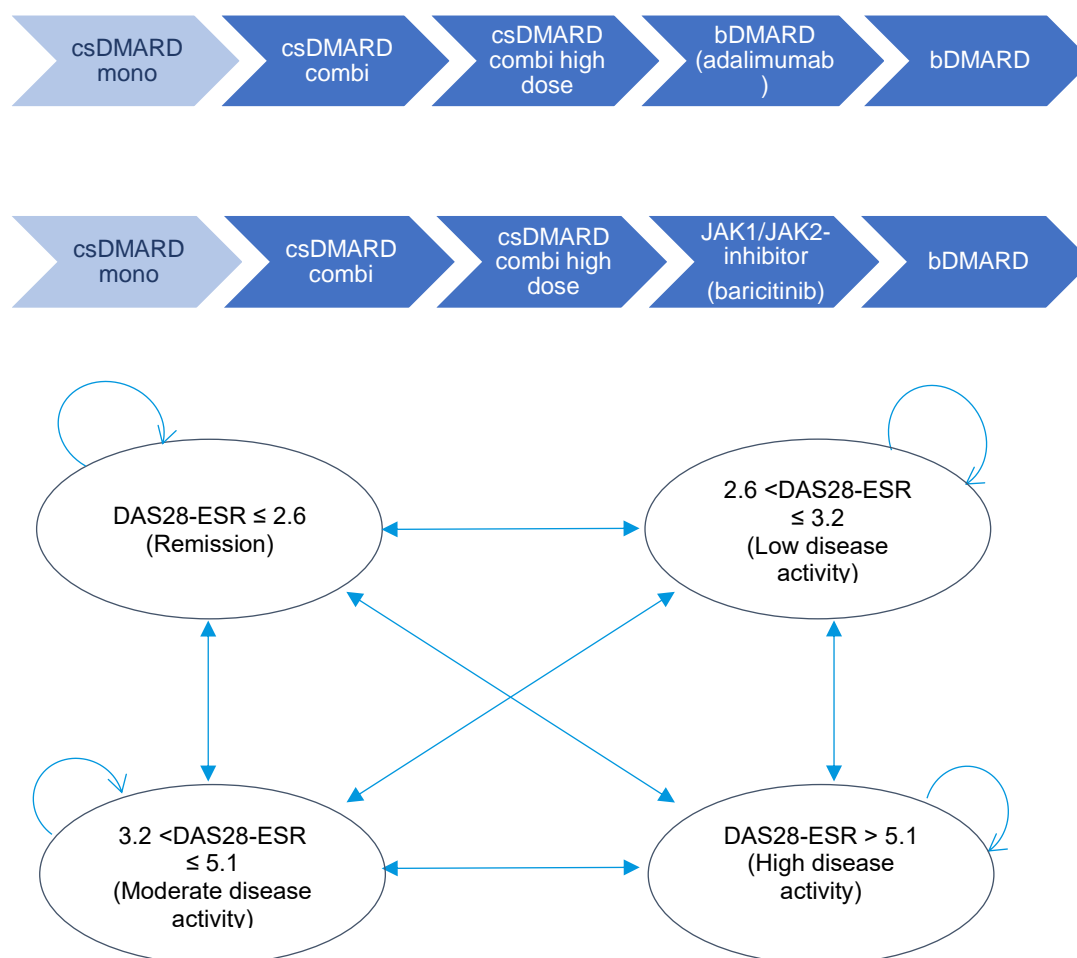 csDMARD
mono
csDMARD
combi
csDMARD
combi high
dose
bDMARD
(adalimumab
)
bDMARD
csDMARD
mono
csDMARD
combi
csDMARD
combi high
dose
JAK1/JAK2-
inhibitor
(baricitinib)
bDMARD
DAS28-ESR ≤ 2.6
(Remission)
2.6 <DAS28-ESR
≤ 3.2
(Low disease
activity)
3.2 <DAS28-ESR
≤ 5.1
(Moderate disease
activity)
DAS28-ESR > 5.1
(High disease
activity)